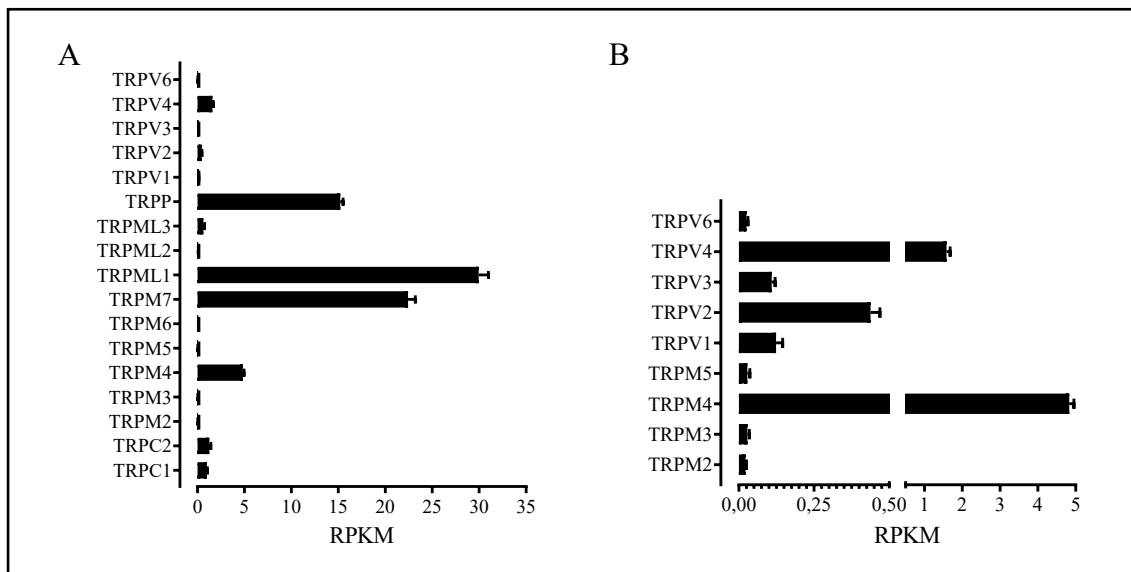 A
TRPV6
TRPV4
TRPV3
TRPV2
TRPV1
TRPP
TRPML3
TRPML2
TRPML1
TRPM7
TRPM6
TRPM5
TRPM4
TRPM3
TRPM2
TRPC2
TRPC1
0 5 10 15 20 25 30 35
RPKM
B
TRPV6
TRPV4
TRPV3
TRPV2
TRPV1
TRPM5
TRPM4
TRPM3
TRPM2
0,00 0,25 0,50 1 2 3 4 5
RPKM